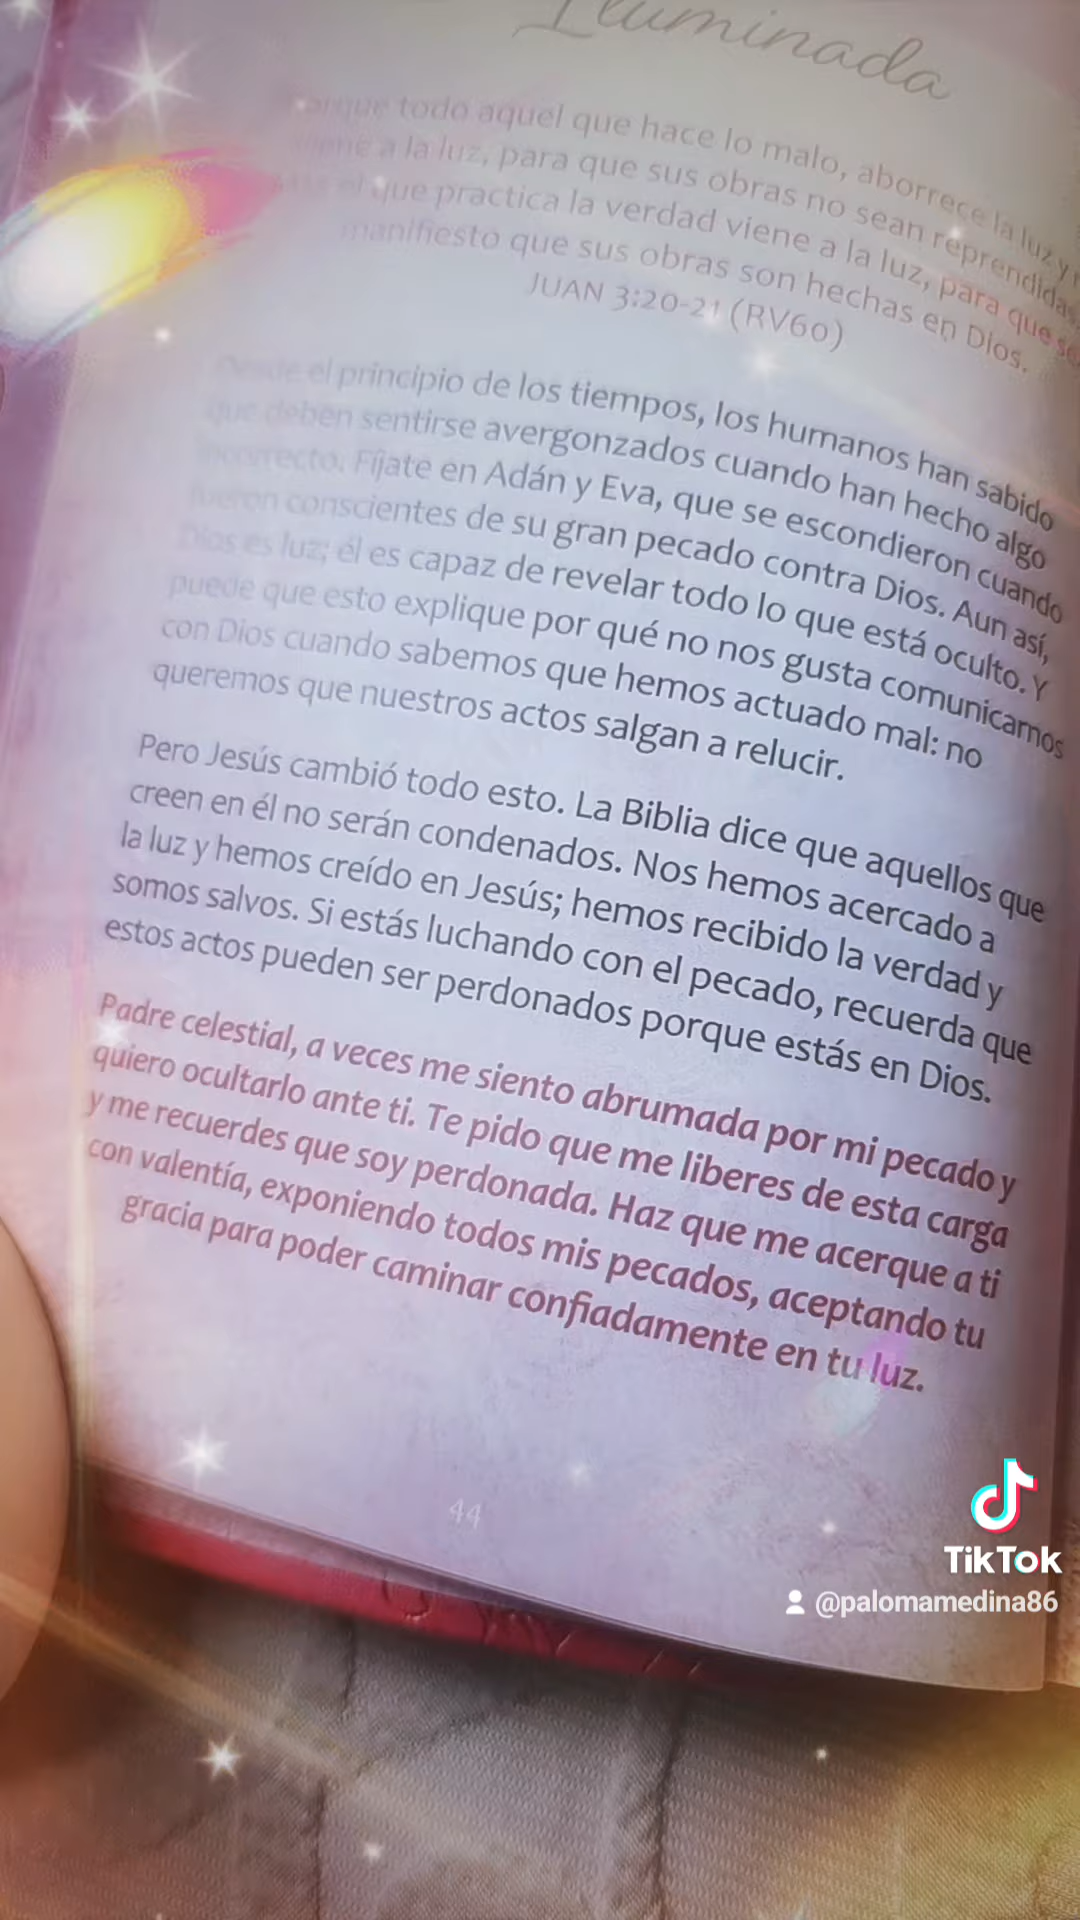 Iluminada
Porque todo aquel que hace lo malo, aborrece la luz y
viene a la luz, para que sus obras no sean reprendidas.
el que practica la verdad viene a la luz, para que
manifiesto que sus obras son hechas en Dios.
JUAN 3:20-21 (RV60)
Desde el principio de los tiempos, los humanos han sabido
que deben sentirse avergonzados cuando han hecho algo
incorrecto. Fíjate en Adán y Eva, que se escondieron cuando
fueron conscientes de su gran pecado contra Dios. Aun así,
Dios es luz; él es capaz de revelar todo lo que está oculto. Y
puede que esto explique por qué no nos gusta comunicarnos
con Dios cuando sabemos que hemos actuado mal: no
queremos que nuestros actos salgan a relucir.
Pero Jesús cambió todo esto. La Biblia dice que aquellos que
creen en él no serán condenados. Nos hemos acercado a
la luz y hemos creído en Jesús; hemos recibido la verdad y
somos salvos. Si estás luchando con el pecado, recuerda que
estos actos pueden ser perdonados porque estás en Dios.
Padre celestial, a veces me siento abrumada por mi pecado y
quiero ocultarlo ante ti. Te pido que me liberes de esta carga
y me recuerdes que soy perdonada. Haz que me acerque a ti
con valentía, exponiendo todos mis pecados, aceptando tu
gracia para poder caminar confiadamente en tu luz.
44
TikTok
@palomamedina86